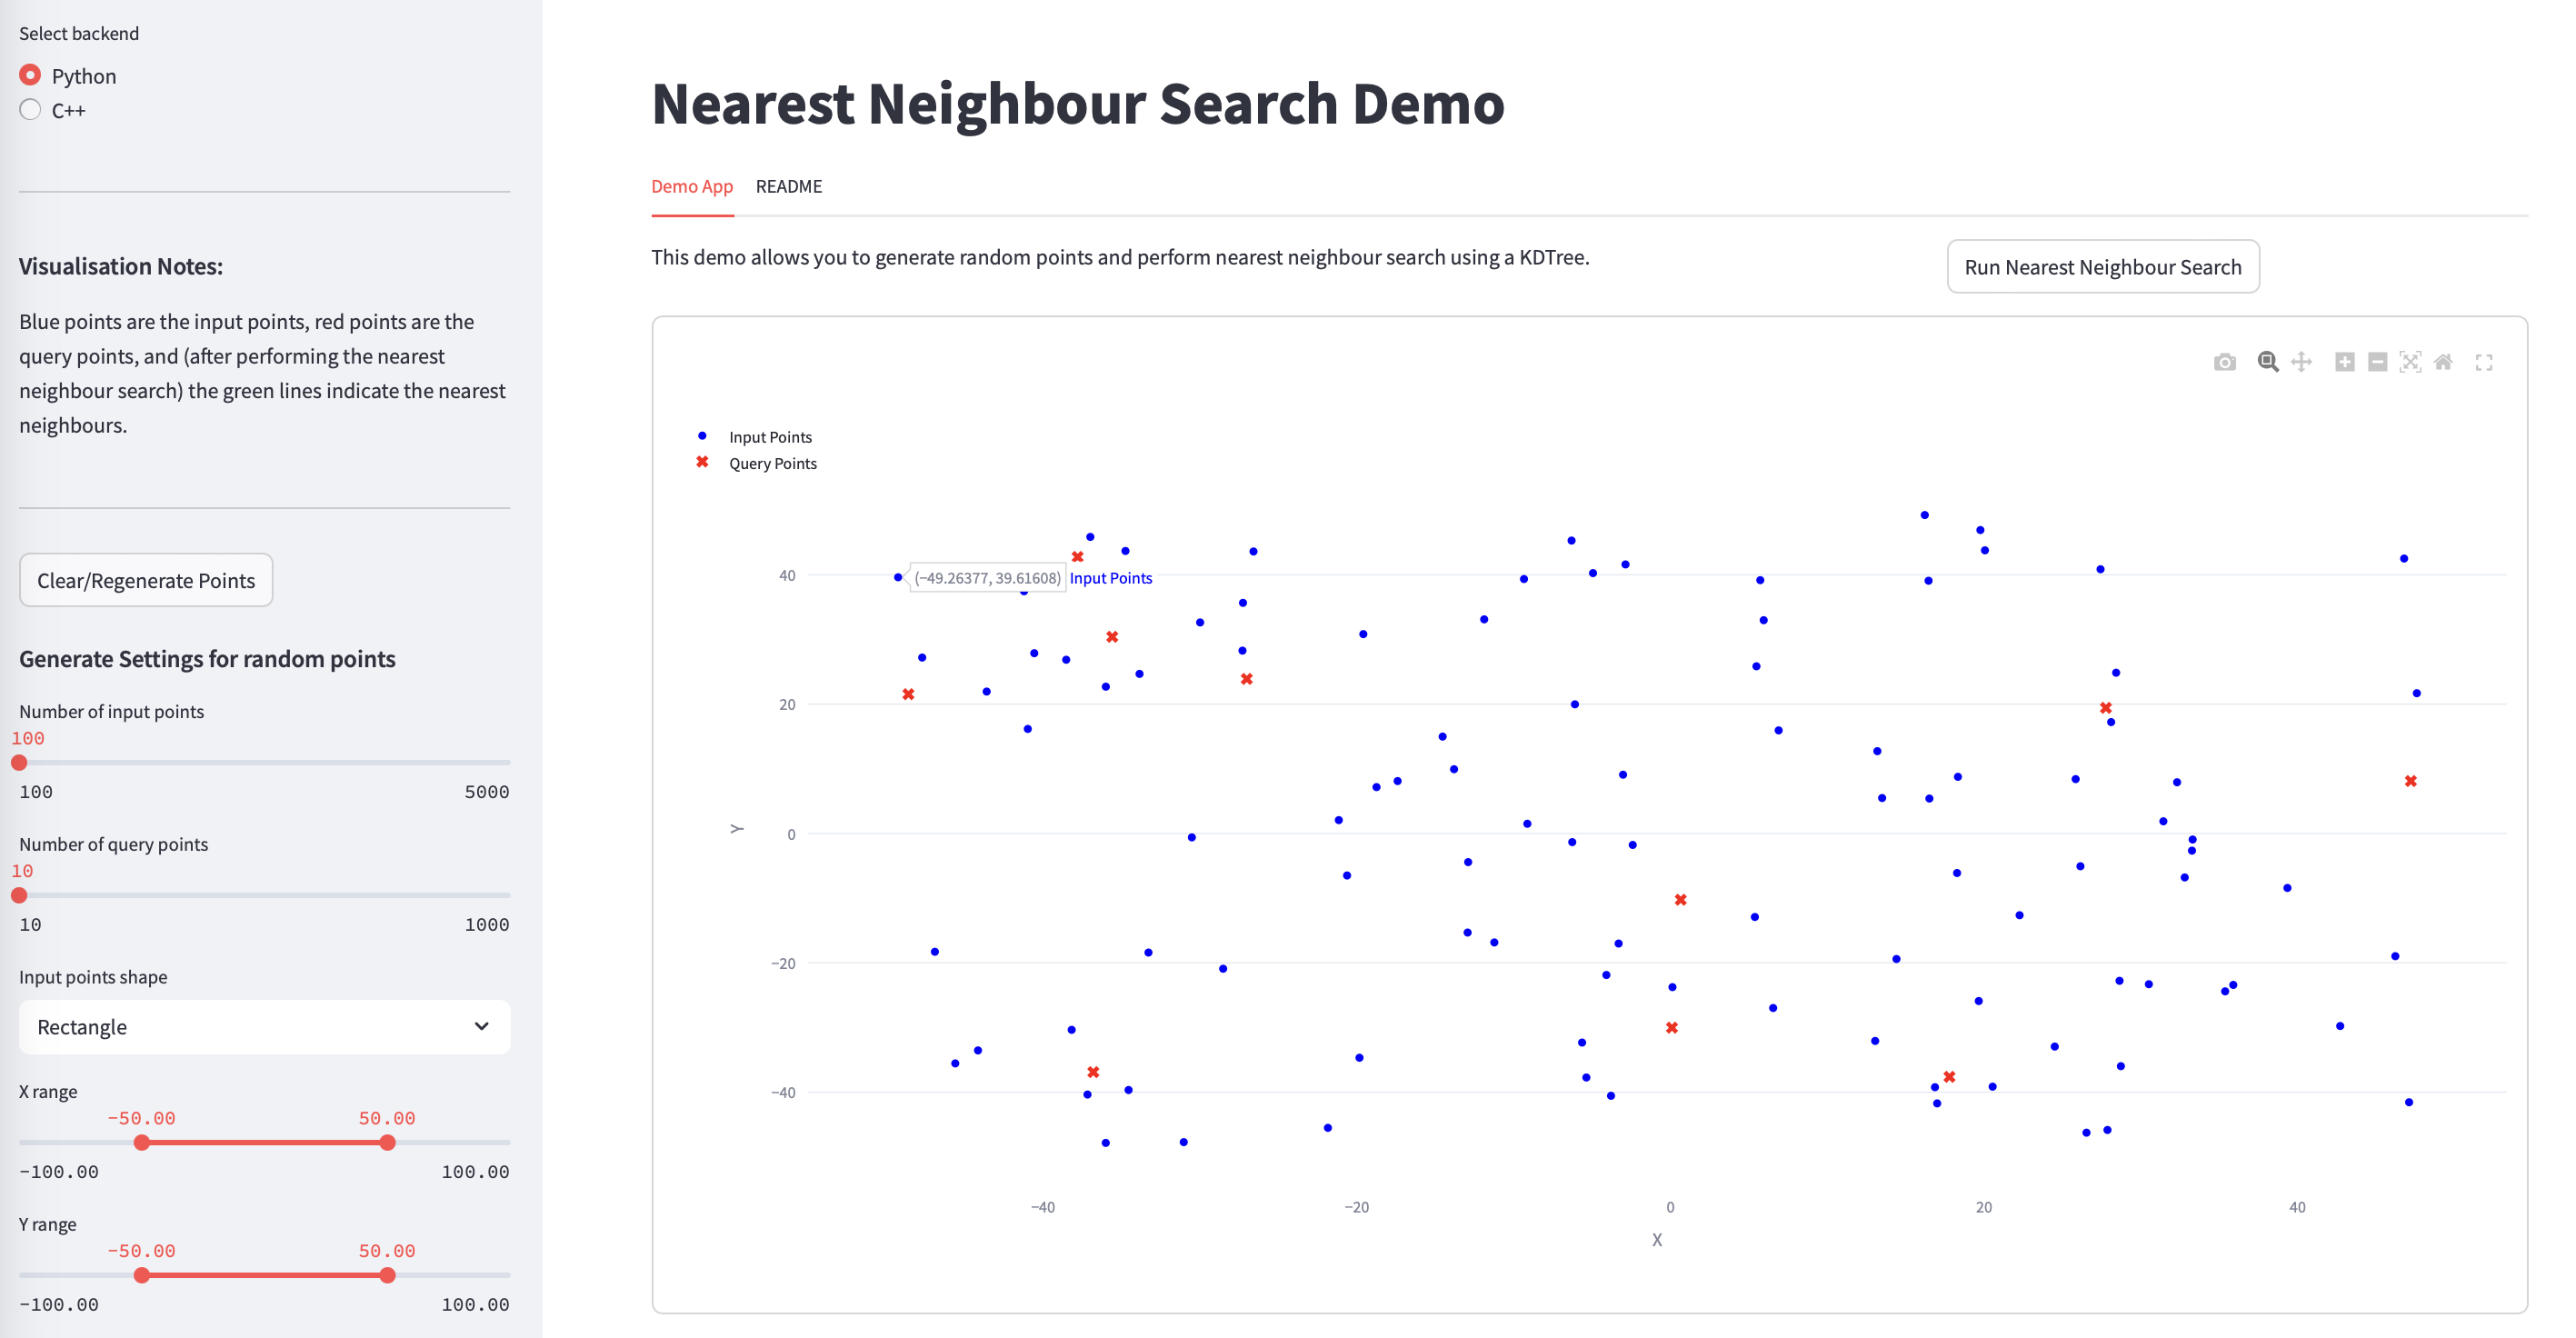 Select backend
Python
C++
Visualisation Notes:
Blue points are the input points, red points are the
query points, and (after performing the nearest
neighbour search) the green lines indicate the nearest
neighbours.
Clear/Regenerate Points
Generate Settings for random points
Number of input points
100
100 5000
Number of query points
10
10 1000
Input points shape
Rectangle
X range
-50.00 50.00
-100.00 100.00
Y range
-50.00 50.00
-100.00 100.00
Nearest Neighbour Search Demo
Demo App README
This demo allows you to generate random points and perform nearest neighbour search using a KDTree.
Run Nearest Neighbour Search
Input Points
Query Points
(−49.26377, 39.61608) Input Points
40
20
0
−20
−40
Y
−40 −20 0 20 40
X